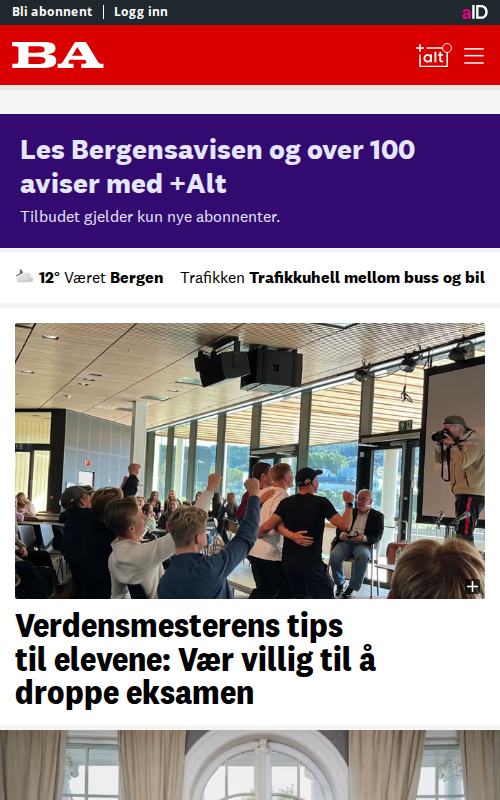 Bli abonnent | Logg inn
aID
BA
+alt
Les Bergensavisen og over 100
aviser med +Alt
Tilbudet gjelder kun nye abonnenter.
12° Været Bergen Trafikken Trafikkuhell mellom buss og bil
Verdensmesterens tips
til elevene: Vær villig til å
droppe eksamen